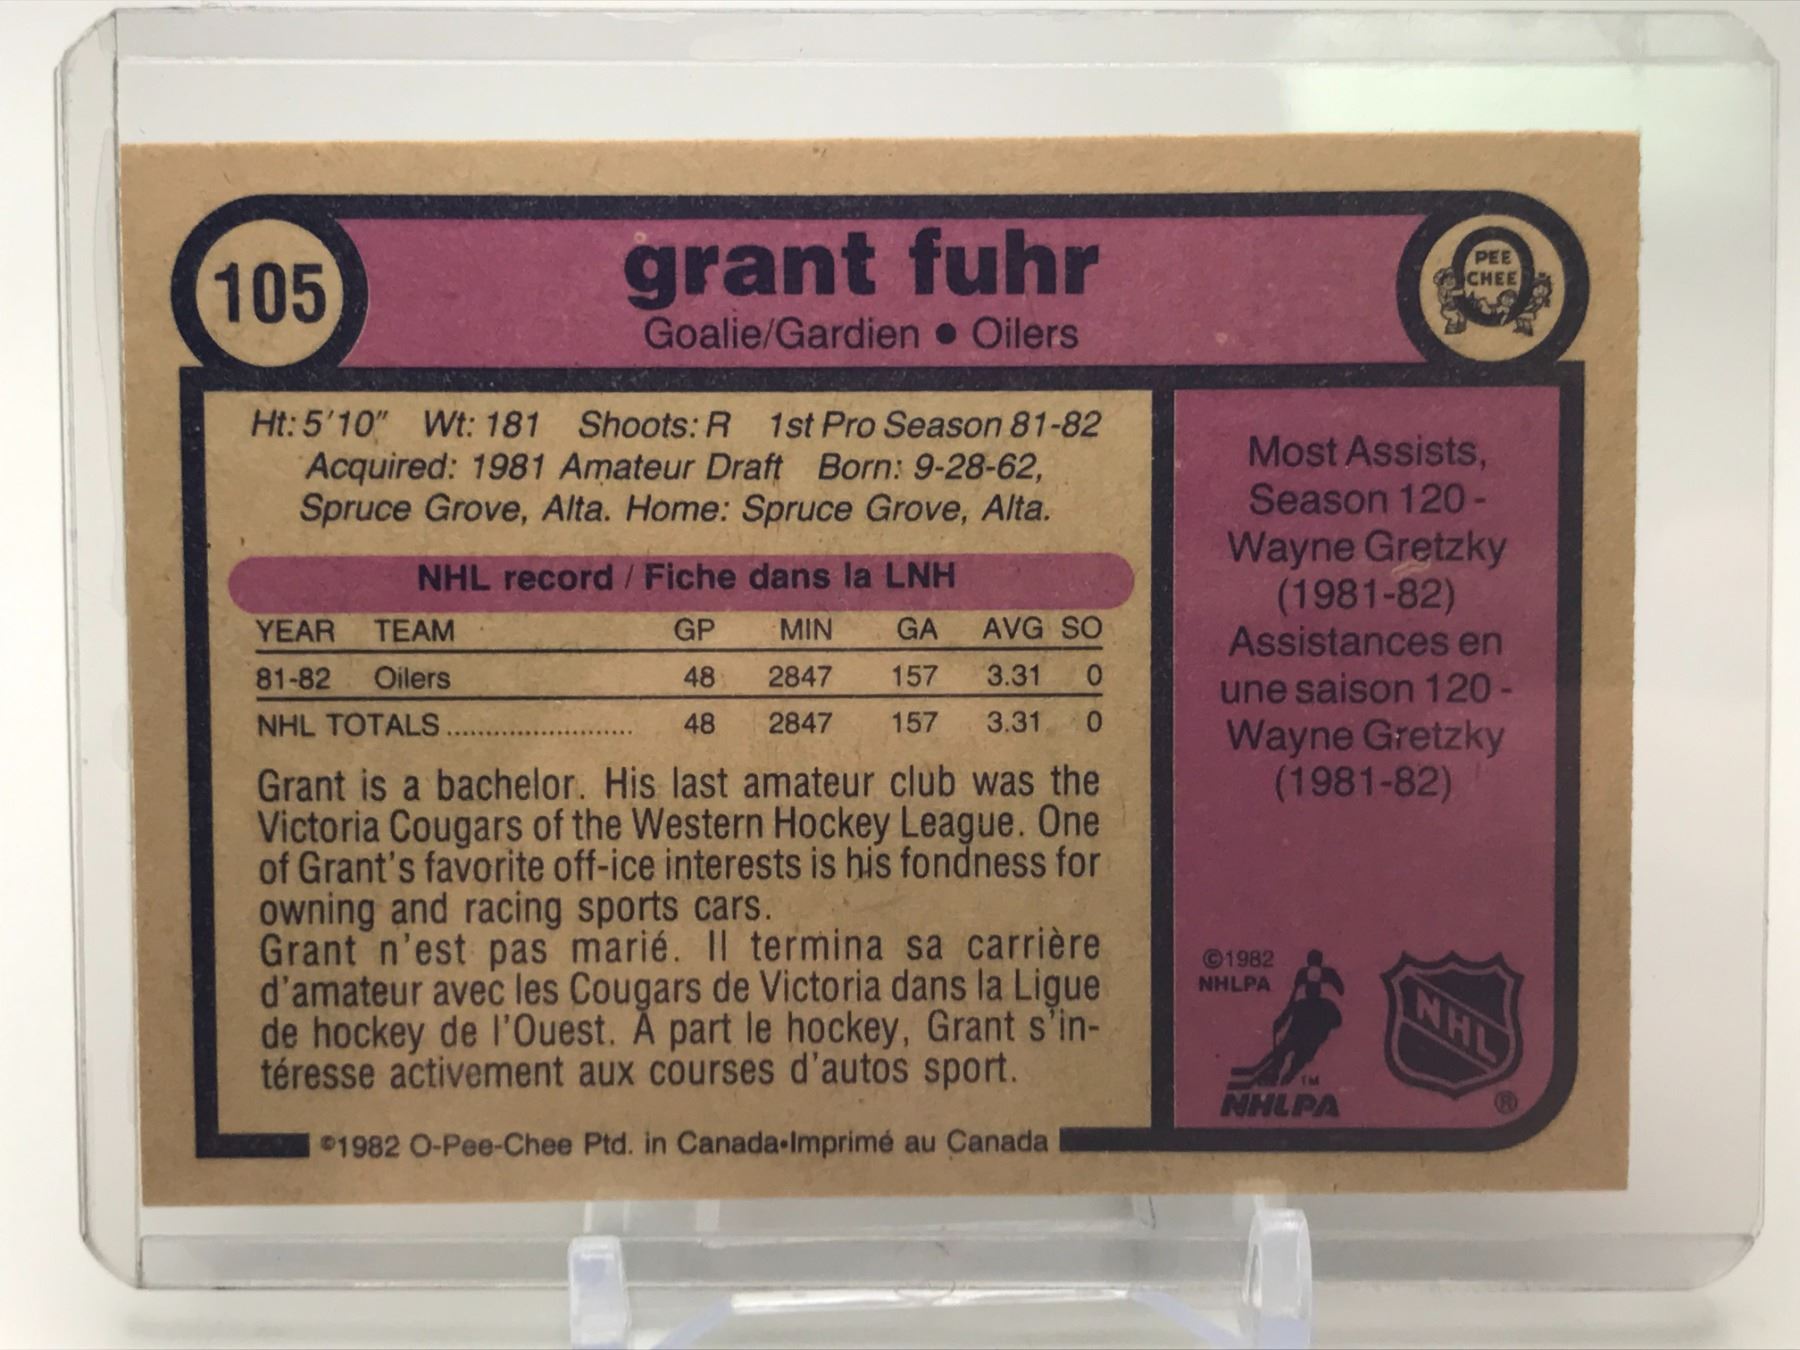 105
grant fuhr
Goalie/Gardien • Oilers
PEE
CHEE
Ht: 5'10" Wt: 181 Shoots: R 1st Pro Season 81-82
Acquired: 1981 Amateur Draft Born: 9-28-62,
Spruce Grove, Alta. Home: Spruce Grove, Alta.
NHL record / Fiche dans la LNH
YEAR TEAM GP MIN GA AVG SO
81-82 Oilers 48 2847 157 3.31 0
NHL TOTALS........................ 48 2847 157 3.31 0
Grant is a bachelor. His last amateur club was the
Victoria Cougars of the Western Hockey League. One
of Grant's favorite off-ice interests is his fondness for
owning and racing sports cars.
Grant n'est pas marié. Il termina sa carrière
d'amateur avec les Cougars de Victoria dans la Ligue
de hockey de l'Ouest. À part le hockey, Grant s'in-
téresse activement aux courses d'autos sport.
Most Assists,
Season 120 -
Wayne Gretzky
(1981-82)
Assistances en
une saison 120 -
Wayne Gretzky
(1981-82)
©1982
NHLPA
TM
NHLPA
NHL
®
©1982 O-Pee-Chee Ptd. in Canada•Imprimé au Canada